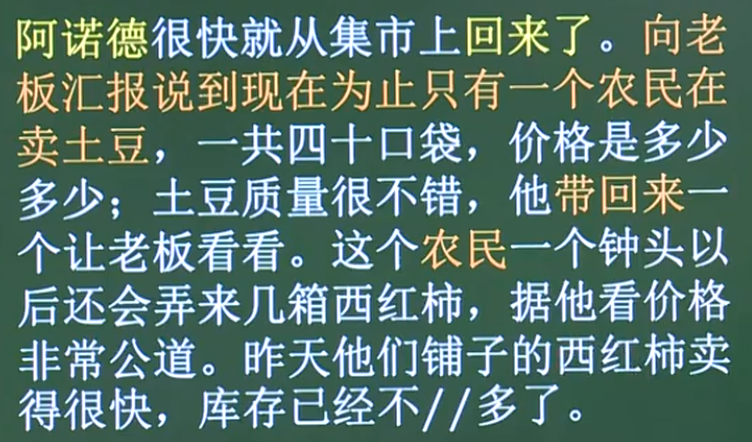 阿诺德很快就从集市上回来了。向老
板汇报说到现在为止只有一个农民在
卖土豆，一共四十口袋，价格是多少
多少；土豆质量很不错，他带回来一
个让老板看看。这个农民一个钟头以
后还会弄来几箱西红柿，据他看价格
非常公道。昨天他们铺子的西红柿卖
得很快，库存已经不//多了。